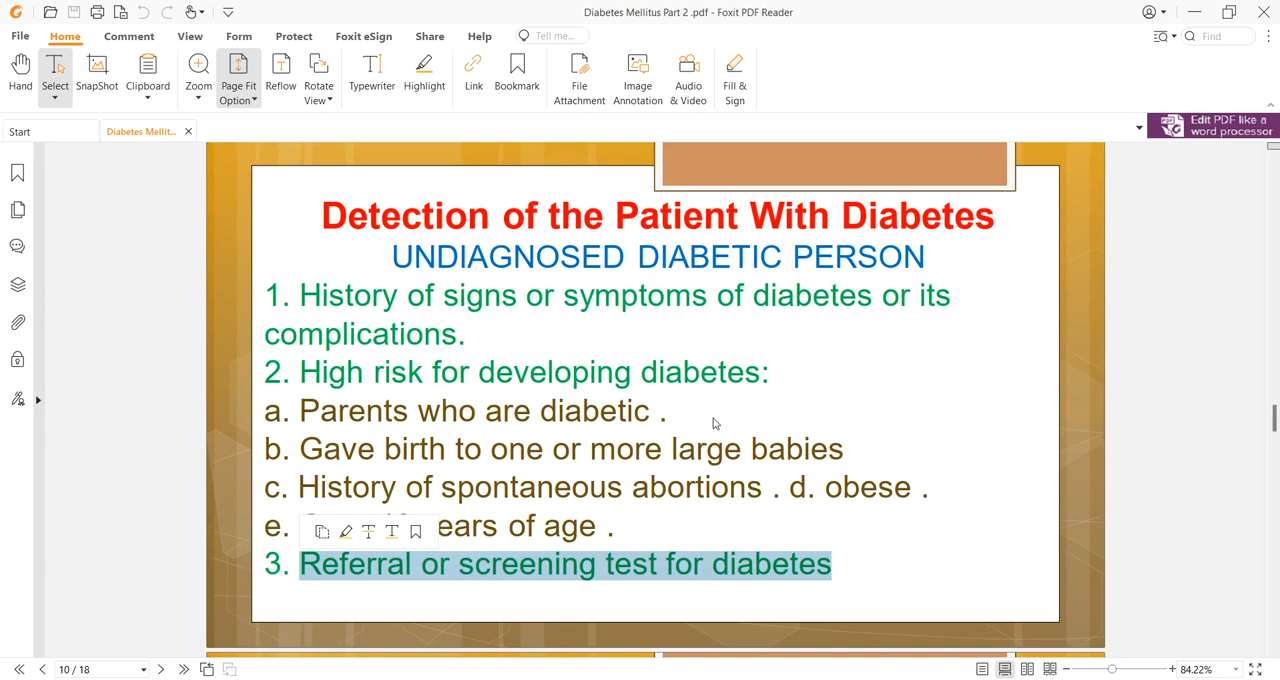 Diabetes Mellitus Part 2 .pdf - Foxit PDF Reader
File Home Comment View Form Protect Foxit eSign Share Help Tell me... Find
Hand Select SnapShot Clipboard Zoom Page Fit Option Reflow Rotate View Typewriter Highlight Link Bookmark File Attachment Image Annotation Audio & Video Fill & Sign
Start Diabetes Mellit... Edit PDF like a word processor
Detection of the Patient With Diabetes
UNDIAGNOSED DIABETIC PERSON
1. History of signs or symptoms of diabetes or its
complications.
2. High risk for developing diabetes:
a. Parents who are diabetic .
b. Gave birth to one or more large babies
c. History of spontaneous abortions . d. obese .
e. ears of age .
3. Referral or screening test for diabetes
10 / 18 84.22%